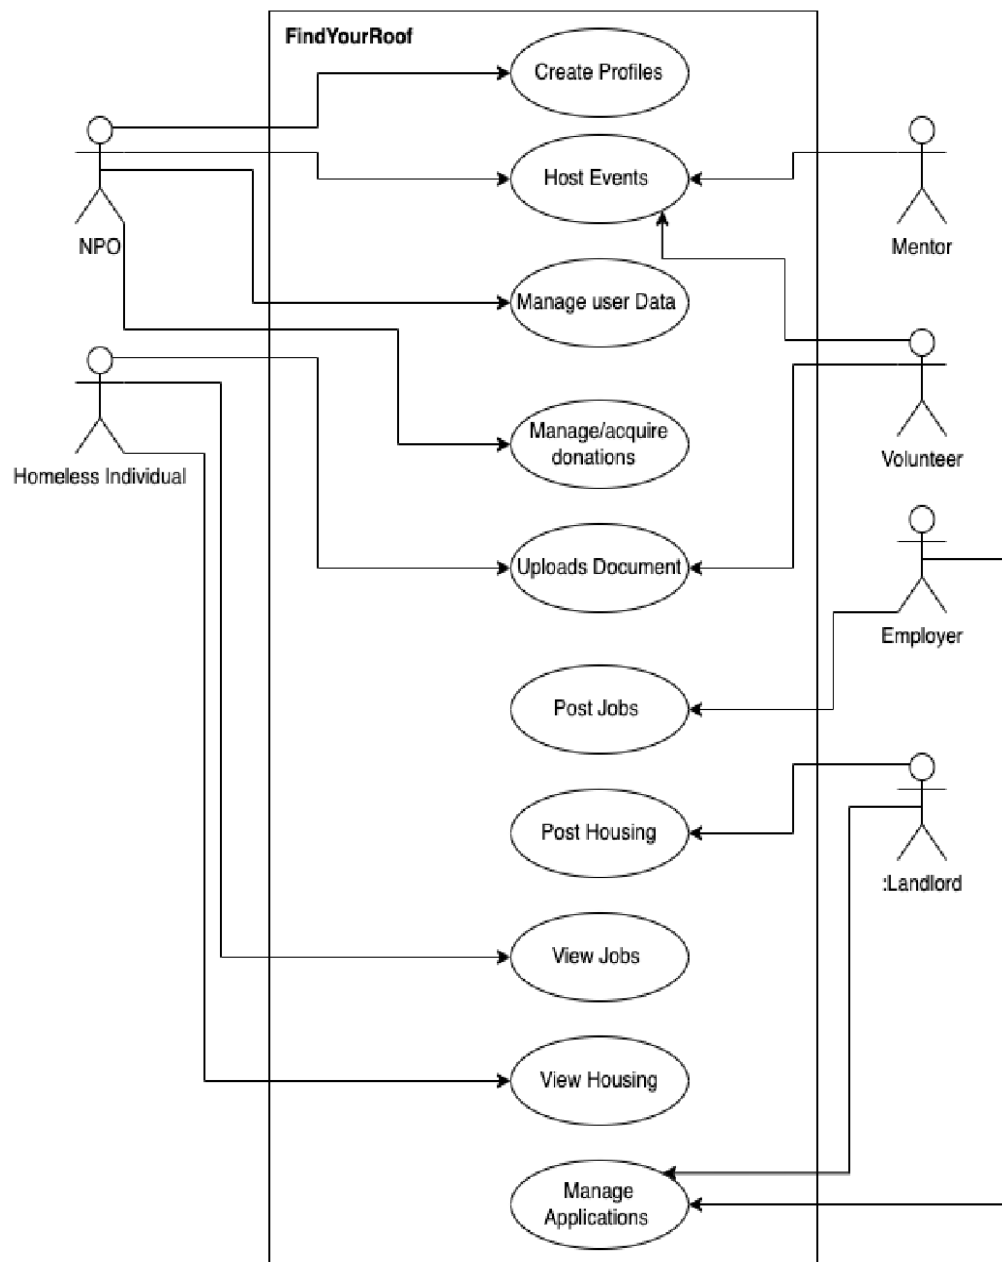 FindYourRoof
Create Profiles
Host Events
NPO
Mentor
Manage user Data
Manage/acquire
donations
Homeless Individual
Volunteer
Uploads Document
Employer
Post Jobs
Post Housing
:Landlord
View Jobs
View Housing
Manage
Applications